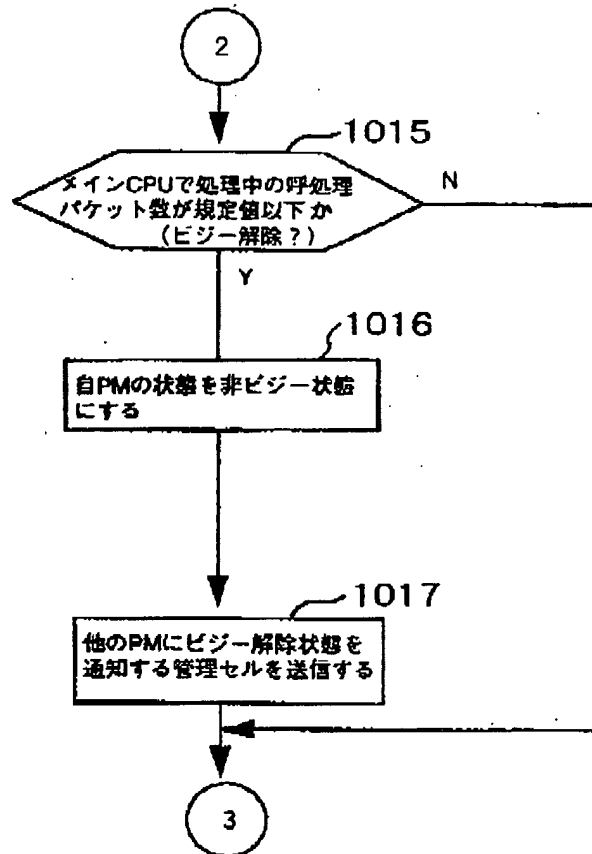 2
1015
メインCPUで処理中の呼処理
パケット数が規定値以下か
(ビジー解除?)
N
Y
1016
自PMの状態を非ビジー状態
にする
1017
他のPMにビジー解除状態を
通知する管理セルを送信する
3